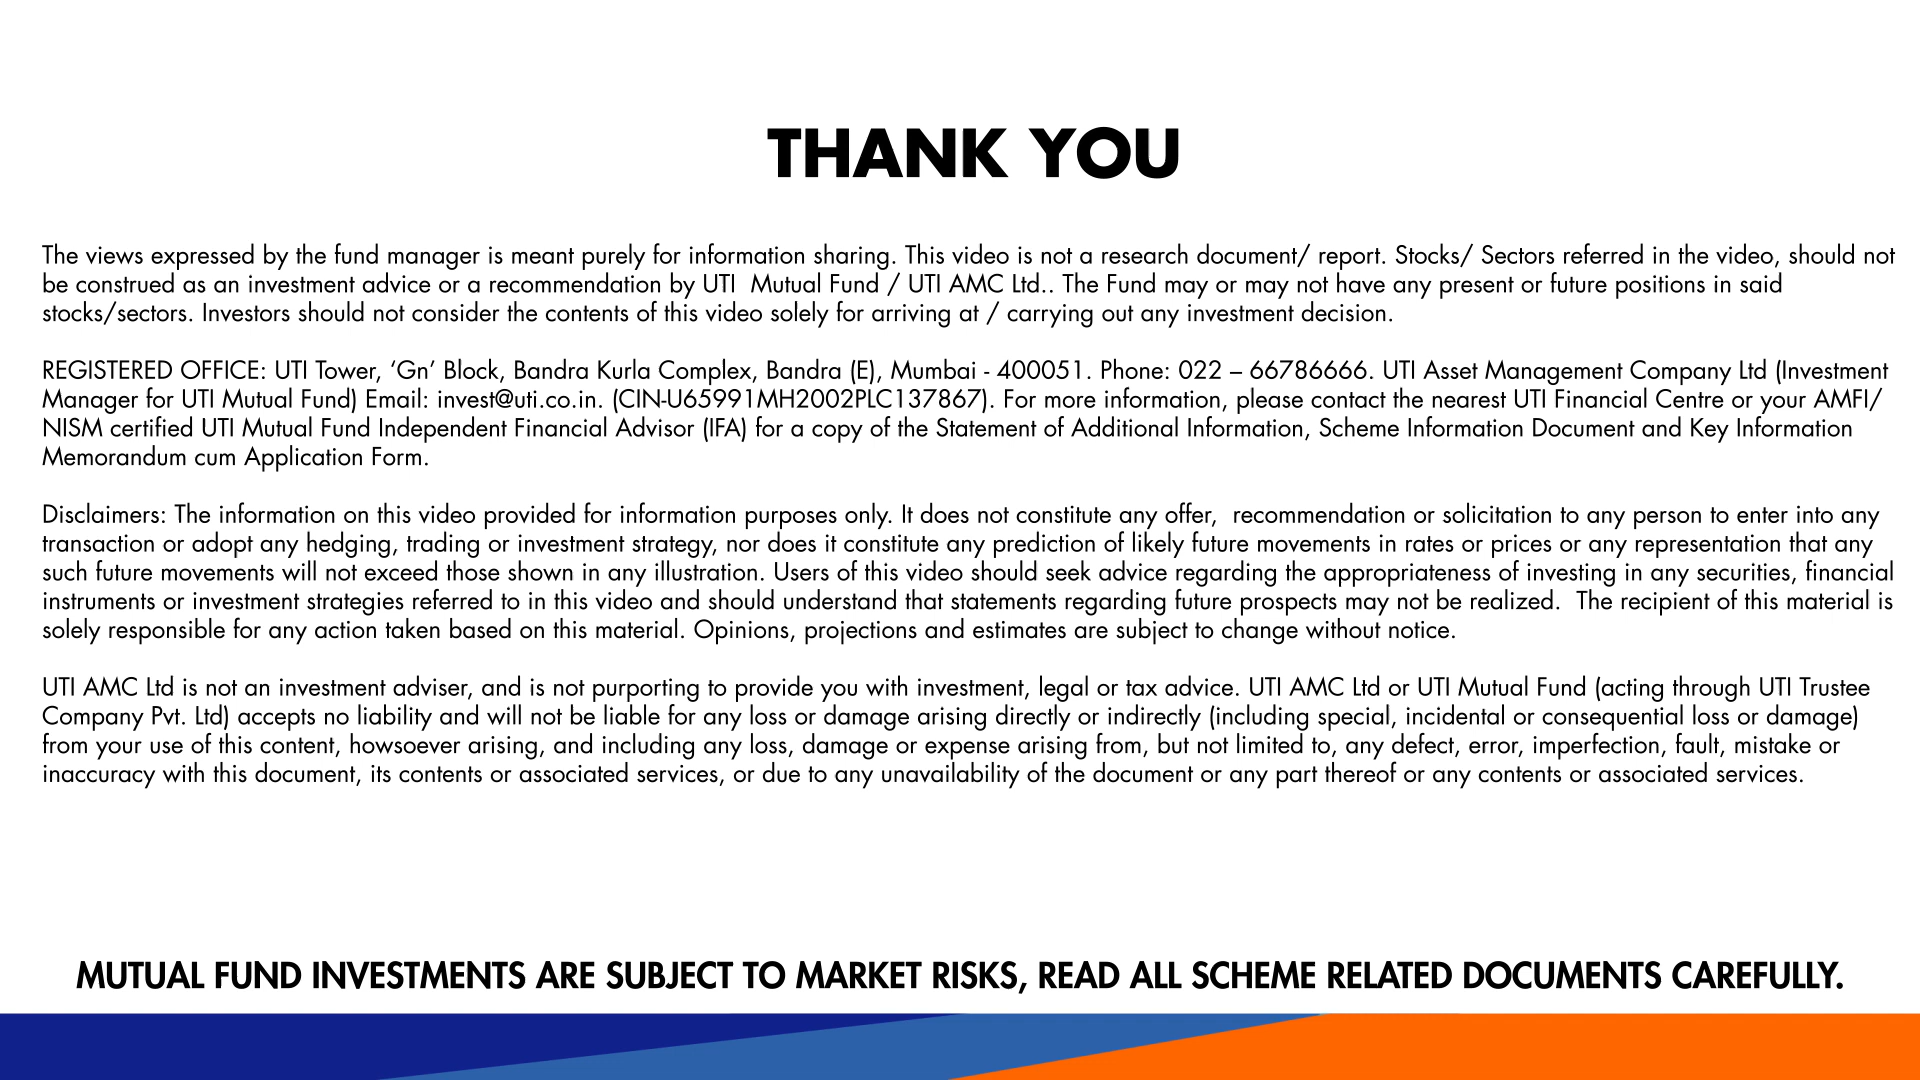 THANK YOU
The views expressed by the fund manager is meant purely for information sharing. This video is not a research document/ report. Stocks/ Sectors referred in the video, should not
be construed as an investment advice or a recommendation by UTI  Mutual Fund / UTI AMC Ltd.. The Fund may or may not have any present or future positions in said
stocks/sectors. Investors should not consider the contents of this video solely for arriving at / carrying out any investment decision.
REGISTERED OFFICE: UTI Tower, ‘Gn’ Block, Bandra Kurla Complex, Bandra (E), Mumbai - 400051. Phone: 022 – 66786666. UTI Asset Management Company Ltd (Investment
Manager for UTI Mutual Fund) Email: invest@uti.co.in. (CIN-U65991MH2002PLC137867). For more information, please contact the nearest UTI Financial Centre or your AMFI/
NISM certified UTI Mutual Fund Independent Financial Advisor (IFA) for a copy of the Statement of Additional Information, Scheme Information Document and Key Information
Memorandum cum Application Form.
Disclaimers: The information on this video provided for information purposes only. It does not constitute any offer,  recommendation or solicitation to any person to enter into any
transaction or adopt any hedging, trading or investment strategy, nor does it constitute any prediction of likely future movements in rates or prices or any representation that any
such future movements will not exceed those shown in any illustration. Users of this video should seek advice regarding the appropriateness of investing in any securities, financial
instruments or investment strategies referred to in this video and should understand that statements regarding future prospects may not be realized.  The recipient of this material is
solely responsible for any action taken based on this material. Opinions, projections and estimates are subject to change without notice.
UTI AMC Ltd is not an investment adviser, and is not purporting to provide you with investment, legal or tax advice. UTI AMC Ltd or UTI Mutual Fund (acting through UTI Trustee
Company Pvt. Ltd) accepts no liability and will not be liable for any loss or damage arising directly or indirectly (including special, incidental or consequential loss or damage)
from your use of this content, howsoever arising, and including any loss, damage or expense arising from, but not limited to, any defect, error, imperfection, fault, mistake or
inaccuracy with this document, its contents or associated services, or due to any unavailability of the document or any part thereof or any contents or associated services.
MUTUAL FUND INVESTMENTS ARE SUBJECT TO MARKET RISKS, READ ALL SCHEME RELATED DOCUMENTS CAREFULLY.